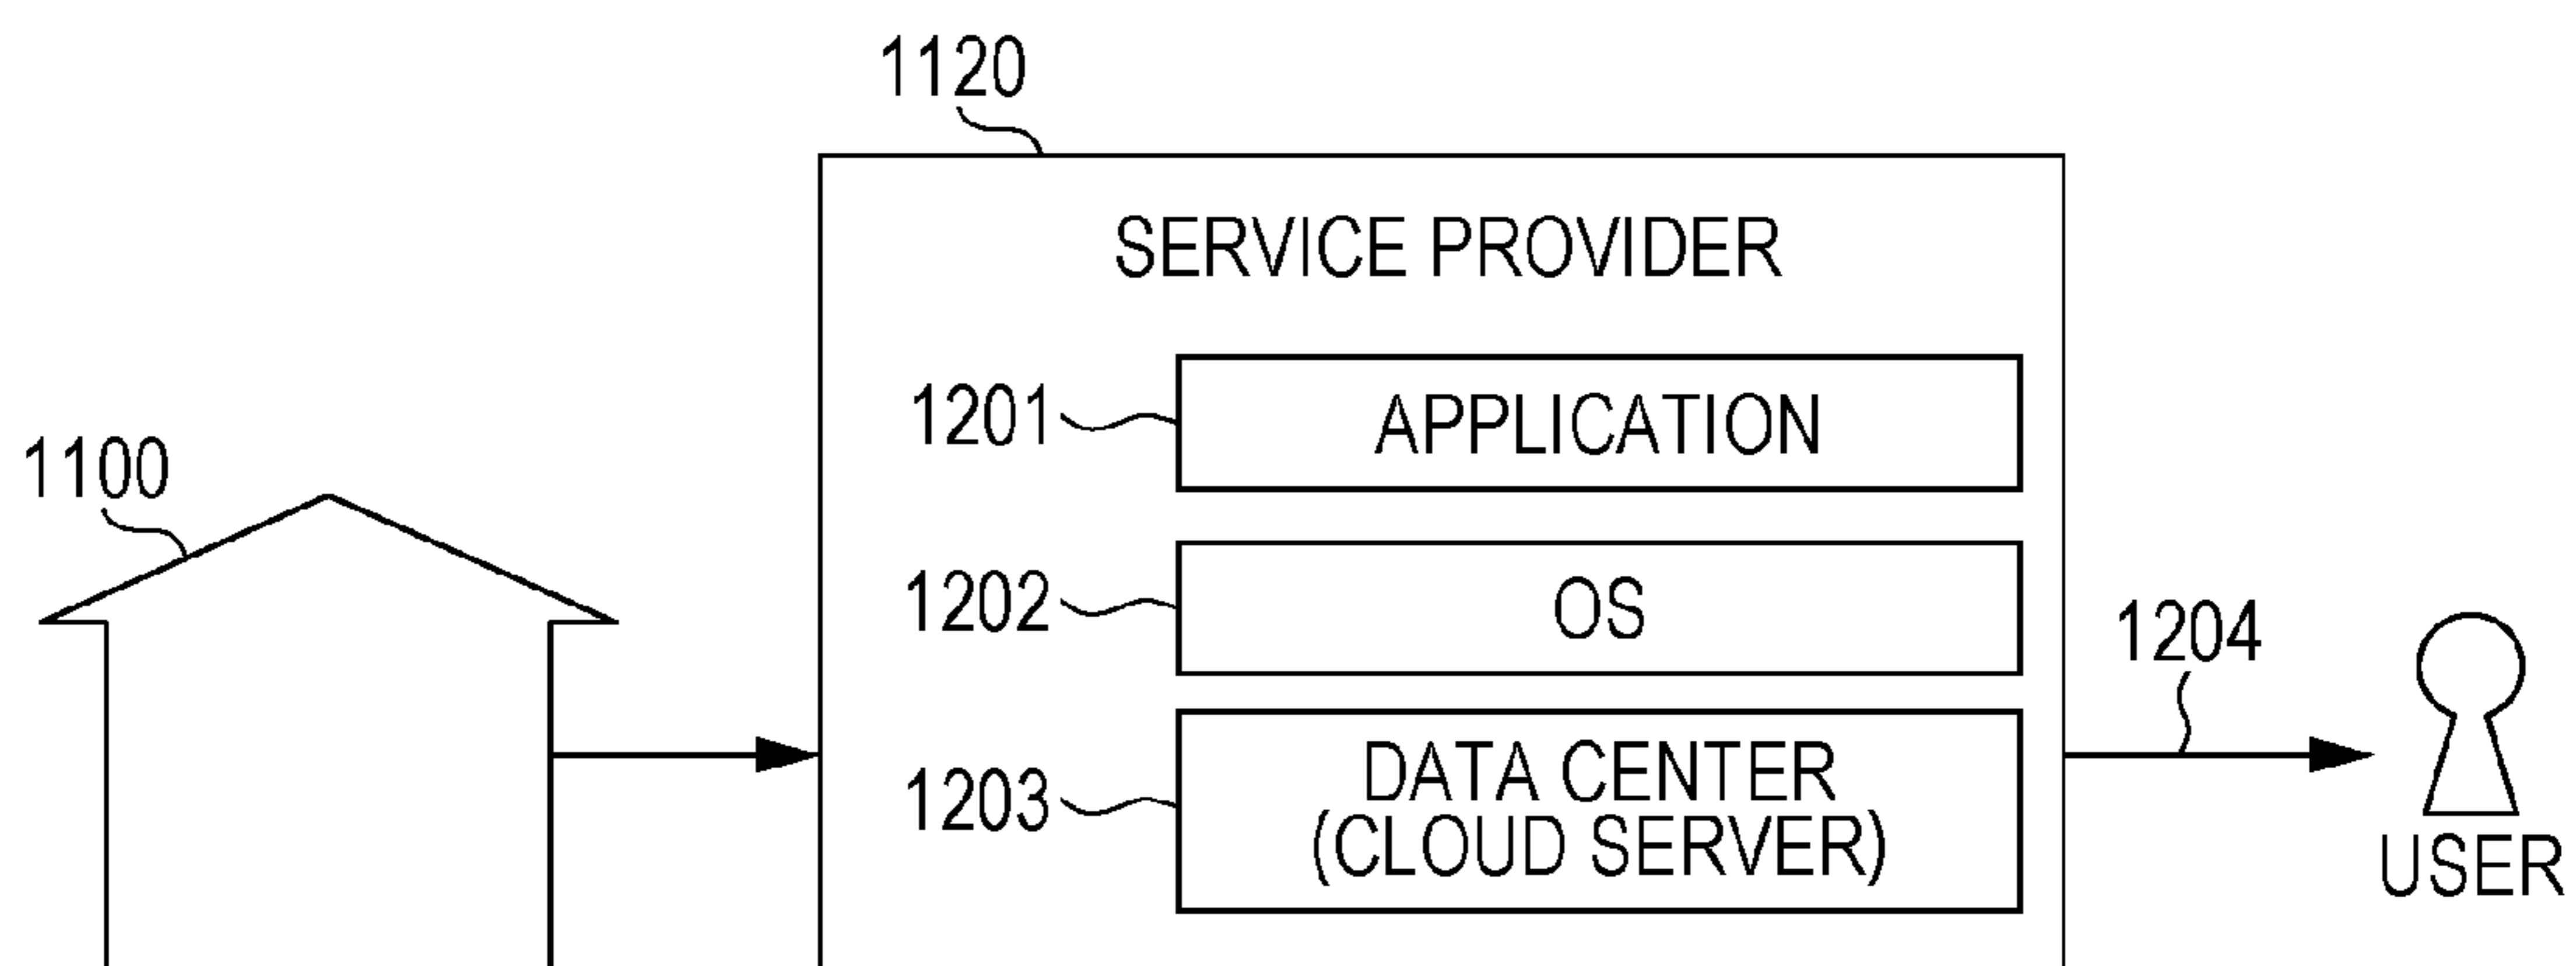 1120
SERVICE PROVIDER
1201
APPLICATION
1100
1202
OS
1204
1203
DATA CENTER
(CLOUD SERVER)
USER